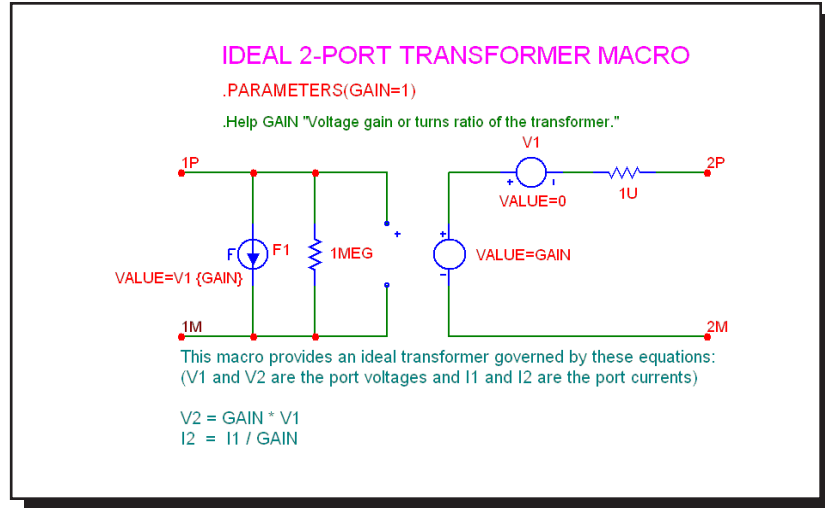 IDEAL 2-PORT TRANSFORMER MACRO
.PARAMETERS(GAIN=1)
.Help GAIN "Voltage gain or turns ratio of the transformer."
V1
1P
2P
+ -
VALUE=0
1U
F
F1
1MEG
+
+
VALUE=GAIN
-
VALUE=V1 {GAIN}
1M
2M
This macro provides an ideal transformer governed by these equations:
(V1 and V2 are the port voltages and I1 and I2 are the port currents)
V2 = GAIN * V1
I2 = I1 / GAIN